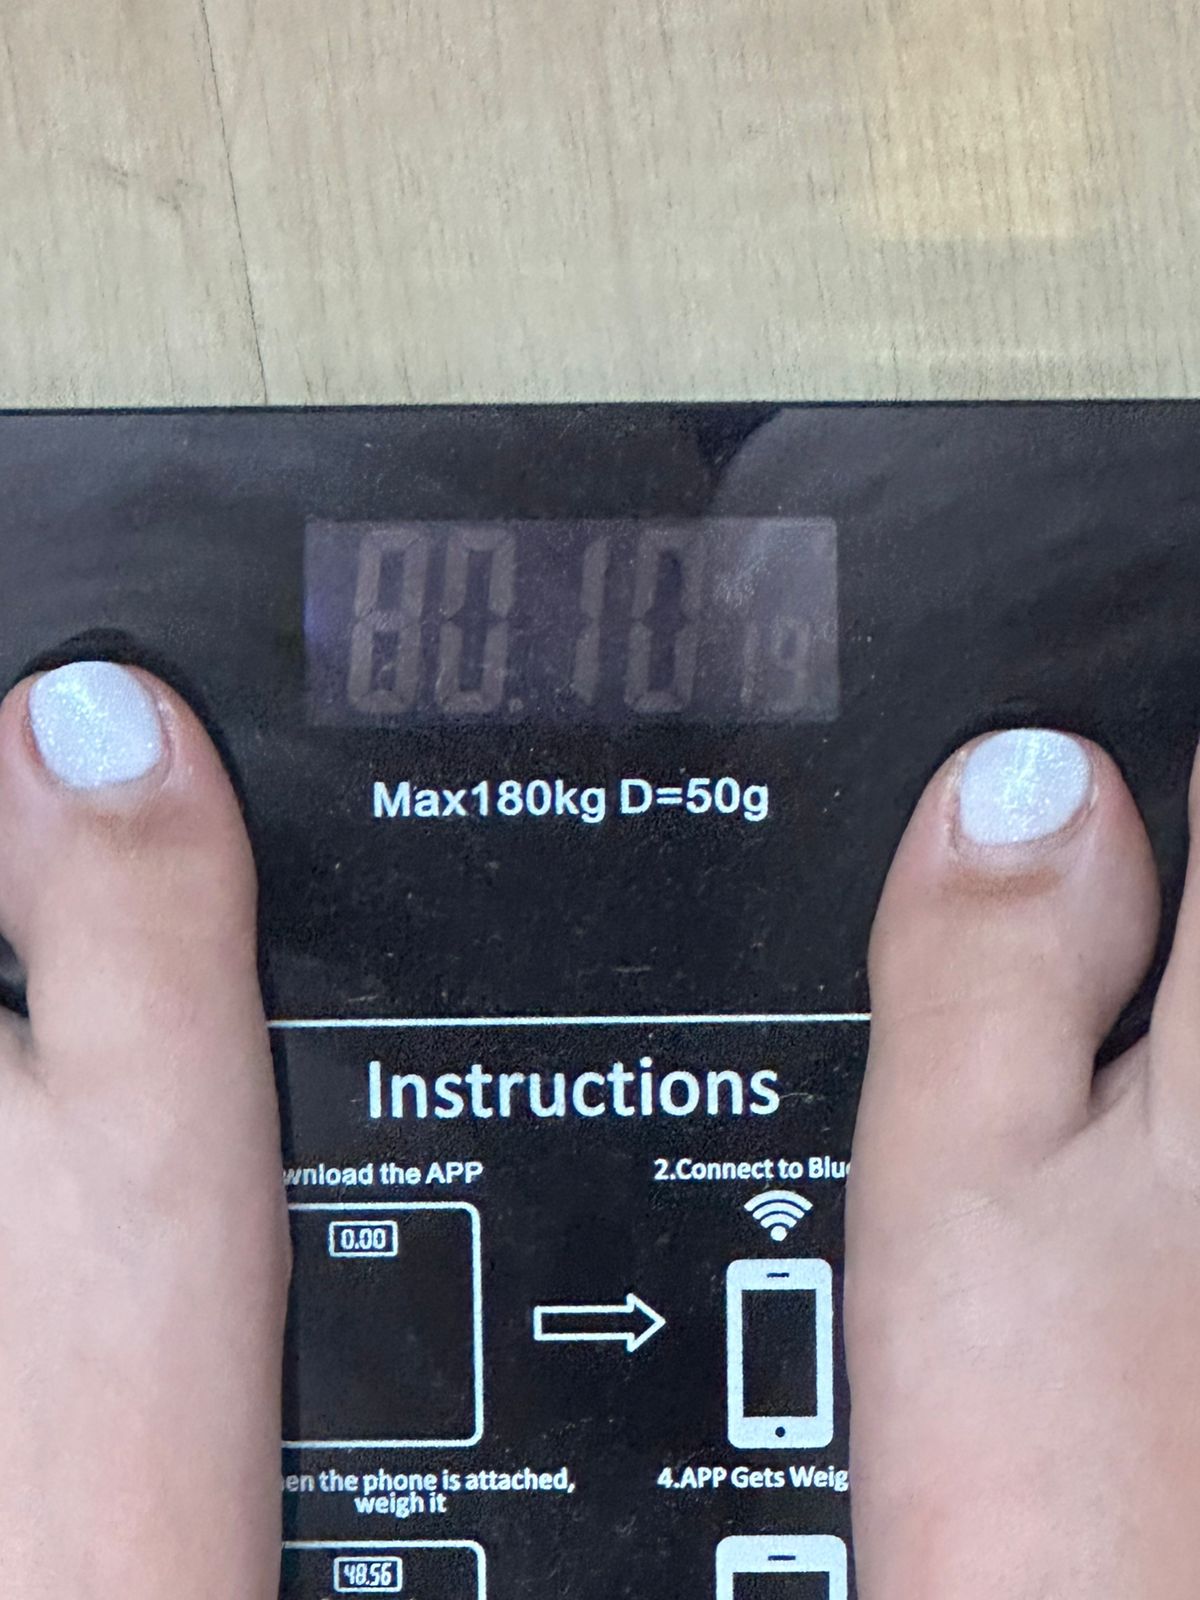 80.10
Max180kg D=50g
Instructions
wnload the APP
2.Connect to Blu
0.00
en the phone is attached,
weigh it
4.APP Gets Weig
48.56